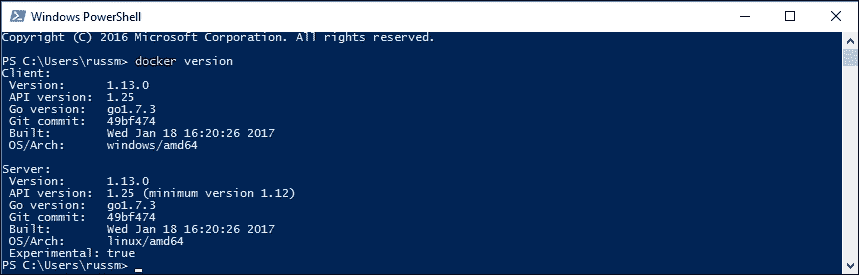 Windows PowerShell
Copyright (C) 2016 Microsoft Corporation. All rights reserved.
PS C:\Users\russm> docker version
Client:
 Version:      1.13.0
 API version:  1.25
 Go version:   go1.7.3
 Git commit:   49bf474
 Built:        Wed Jan 18 16:20:26 2017
 OS/Arch:      windows/amd64
Server:
 Version:      1.13.0
 API version:  1.25 (minimum version 1.12)
 Go version:   go1.7.3
 Git commit:   49bf474
 Built:        Wed Jan 18 16:20:26 2017
 OS/Arch:      linux/amd64
 Experimental: true
PS C:\Users\russm>